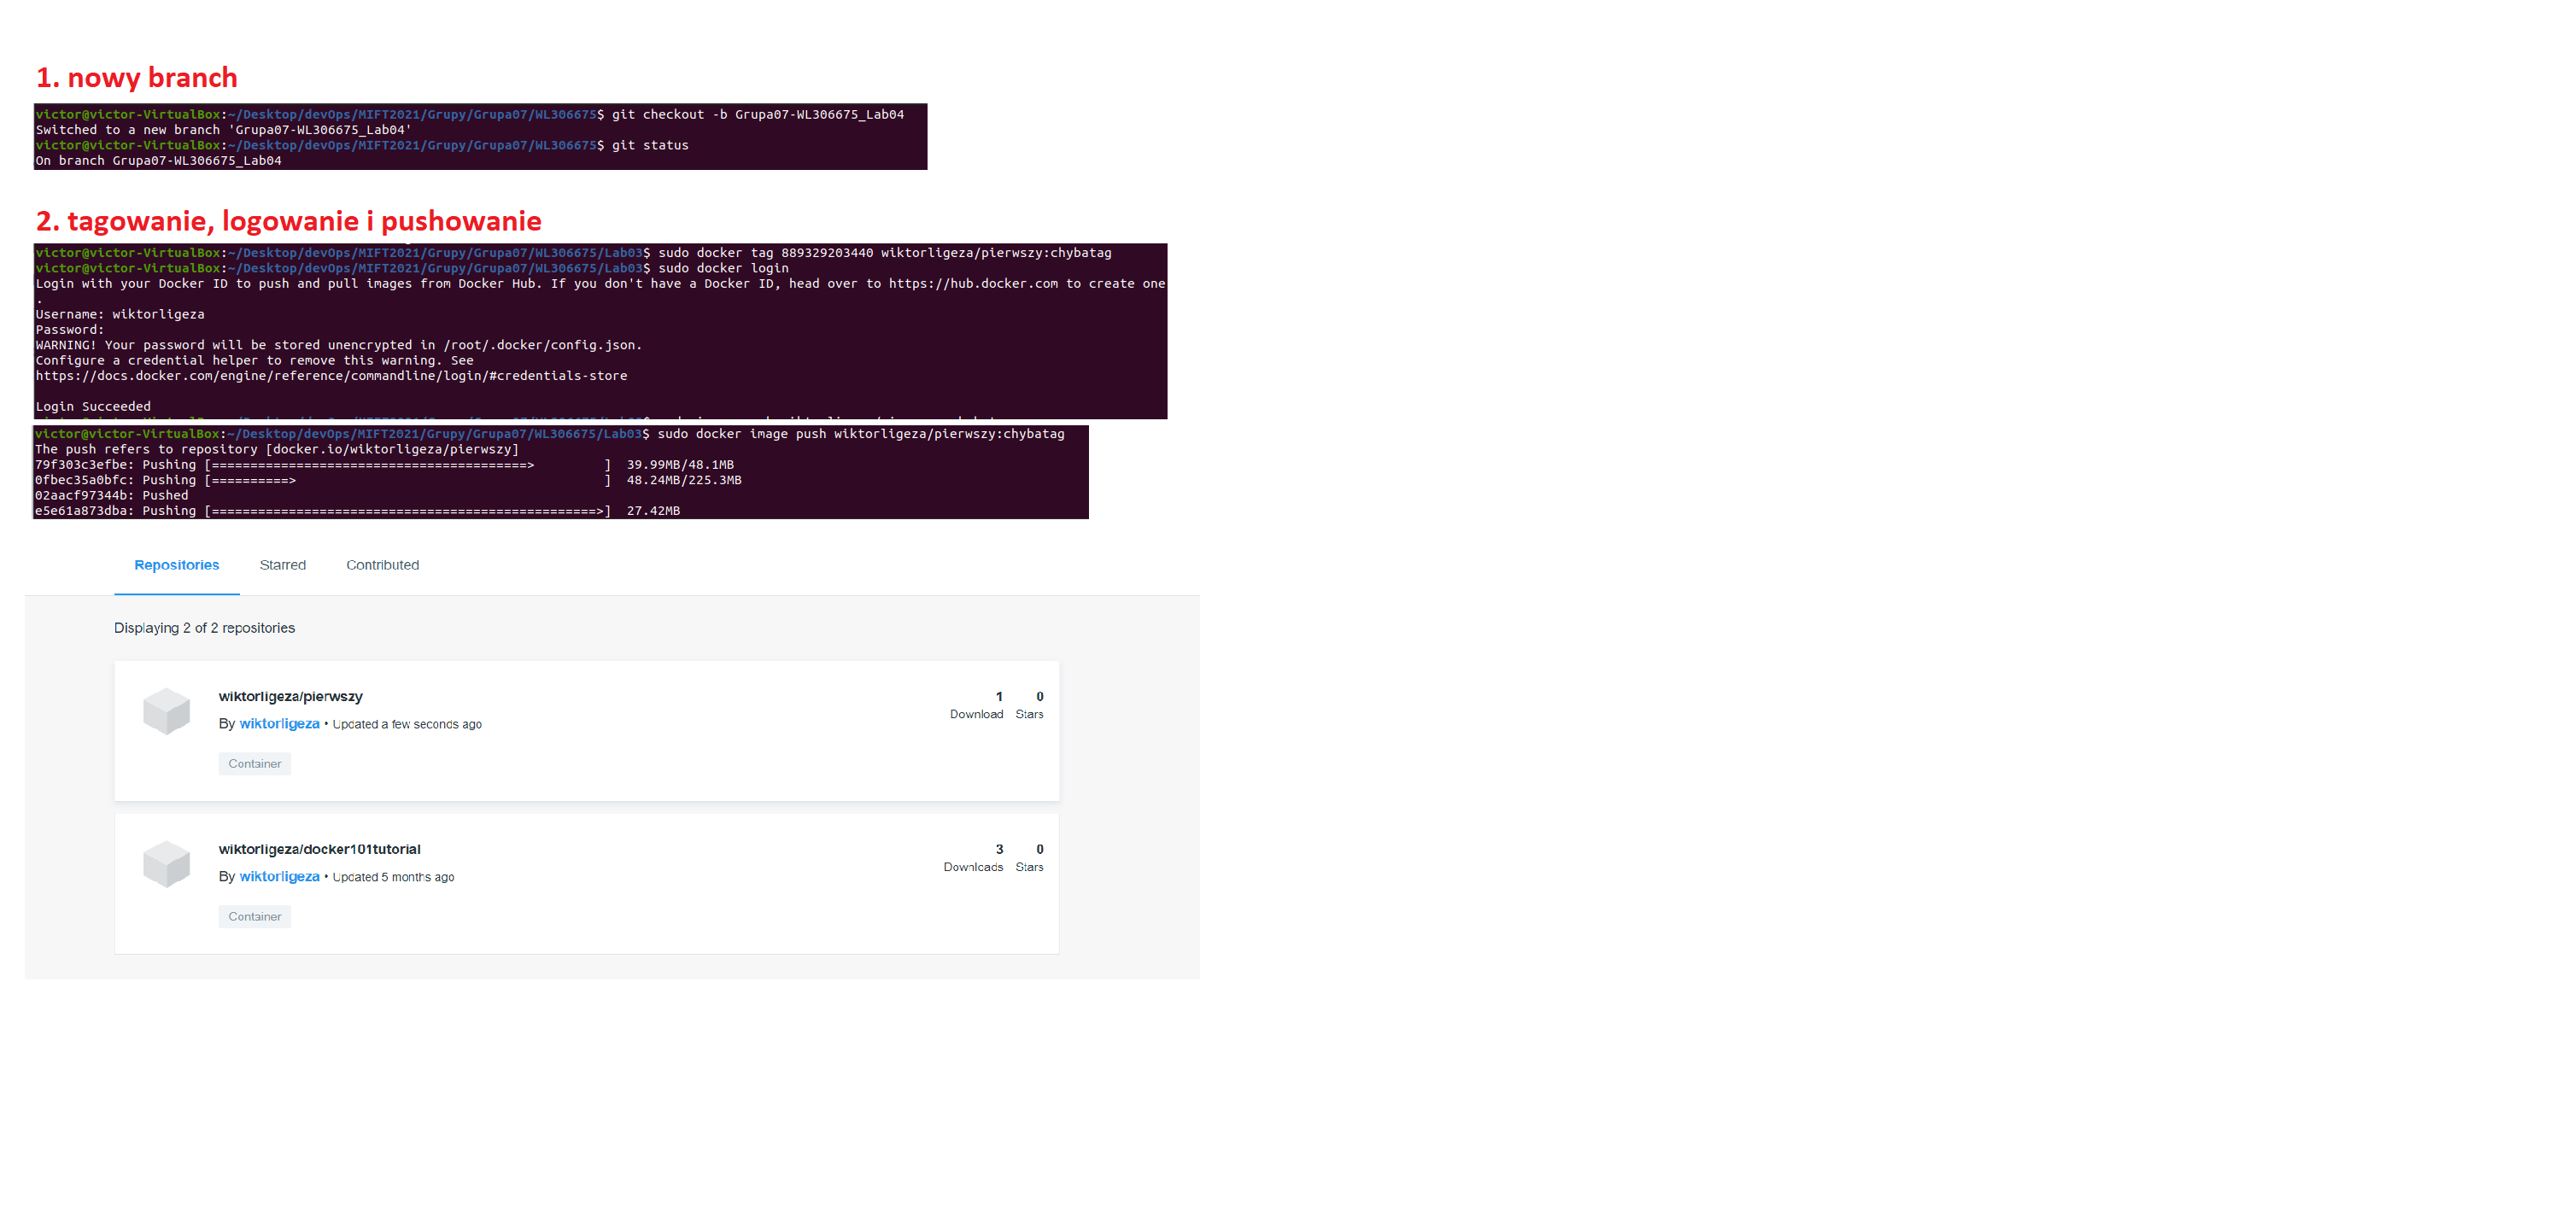 1. nowy branch
victor@victor-VirtualBox:~/Desktop/devOps/MIFT2021/Grupy/Grupa07/WL306675$ git checkout -b Grupa07-WL306675_Lab04
Switched to a new branch 'Grupa07-WL306675_Lab04'
victor@victor-VirtualBox:~/Desktop/devOps/MIFT2021/Grupy/Grupa07/WL306675$ git status
On branch Grupa07-WL306675_Lab04
2. tagowanie, logowanie i pushowanie
victor@victor-VirtualBox:~/Desktop/devOps/MIFT2021/Grupy/Grupa07/WL306675/Lab03$ sudo docker tag 889329203440 wiktorligeza/pierwszy:chybatag
victor@victor-VirtualBox:~/Desktop/devOps/MIFT2021/Grupy/Grupa07/WL306675/Lab03$ sudo docker login
Login with your Docker ID to push and pull images from Docker Hub. If you don't have a Docker ID, head over to https://hub.docker.com to create one
.
Username: wiktorligeza
Password:
WARNING! Your password will be stored unencrypted in /root/.docker/config.json.
Configure a credential helper to remove this warning. See
https://docs.docker.com/engine/reference/commandline/login/#credentials-store
Login Succeeded
victor@victor-VirtualBox:~/Desktop/devOps/MIFT2021/Grupy/Grupa07/WL306675/Lab03$ sudo docker image push wiktorligeza/pierwszy:chybatag
The push refers to repository [docker.io/wiktorligeza/pierwszy]
79f303c3efbe: Pushing [=========================================>         ]  39.99MB/48.1MB
0fbec35a0bfc: Pushing [==========>                                        ]  48.24MB/225.3MB
02aacf97344b: Pushed
e5e61a873dba: Pushing [==================================================>]  27.42MB
Repositories Starred Contributed
Displaying 2 of 2 repositories
wiktorligeza/pierwszy 1 0
By wiktorligeza • Updated a few seconds ago Download Stars
Container
wiktorligeza/docker101tutorial 3 0
By wiktorligeza • Updated 5 months ago Downloads Stars
Container